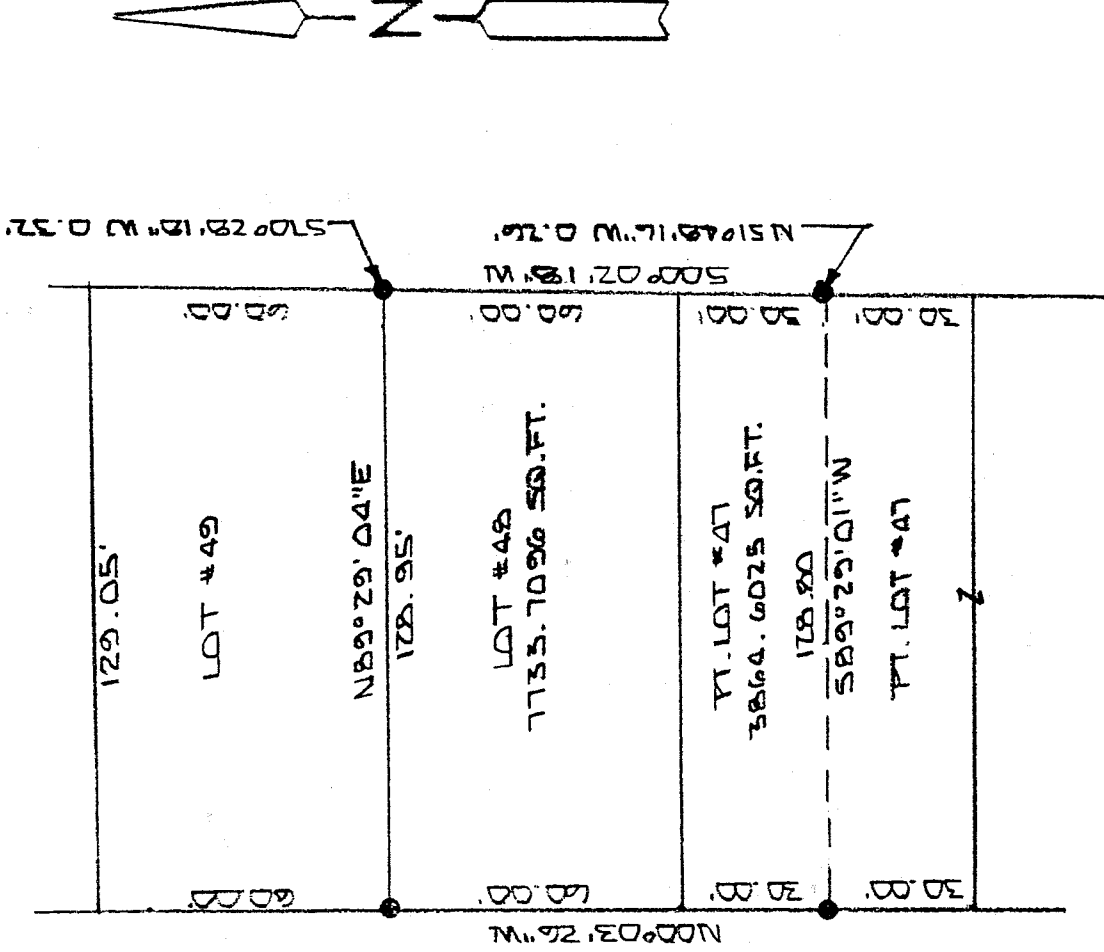 N
S70°28'18"W 0.32'
N51°48'16"W 0.26'
S00°02'18"W
60.00'
60.00'
30.00'
30.00'
129.05'
LOT #49
N89°29'04"E
128.95'
LOT #48
7733.7096 SQ.FT.
PT. LOT #47
3864.6025 SQ.FT.
128.80
S89°29'01"W
PT. LOT #47
60.00'
60.00'
30.00'
30.00'
N00°03'26"W